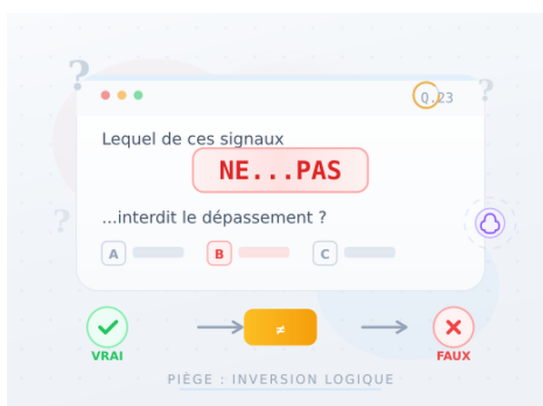 ?
?
Q.23
Lequel de ces signaux
NE...PAS
?
...interdit le dépassement ?
A
B
C
≠
VRAI
FAUX
PIÈGE : INVERSION LOGIQUE